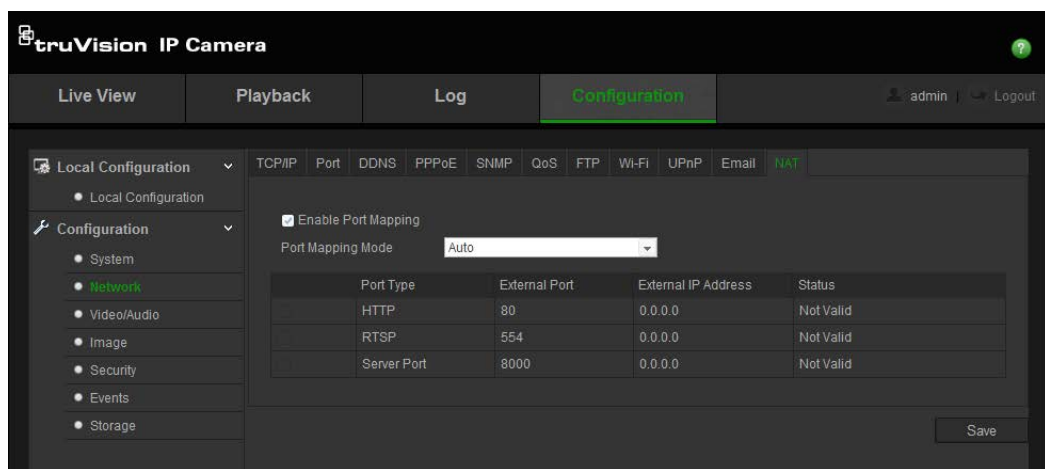 truVision IP Camera
?
Live View Playback Log Configuration admin | Logout
Local Configuration
Local Configuration
Configuration
System
Network
Video/Audio
Image
Security
Events
Storage
TCP/IP Port DDNS PPPoE SNMP QoS FTP Wi-Fi UPnP Email NAT
Enable Port Mapping
Port Mapping Mode Auto
Port Type External Port External IP Address Status
HTTP 80 0.0.0.0 Not Valid
RTSP 554 0.0.0.0 Not Valid
Server Port 8000 0.0.0.0 Not Valid
Save